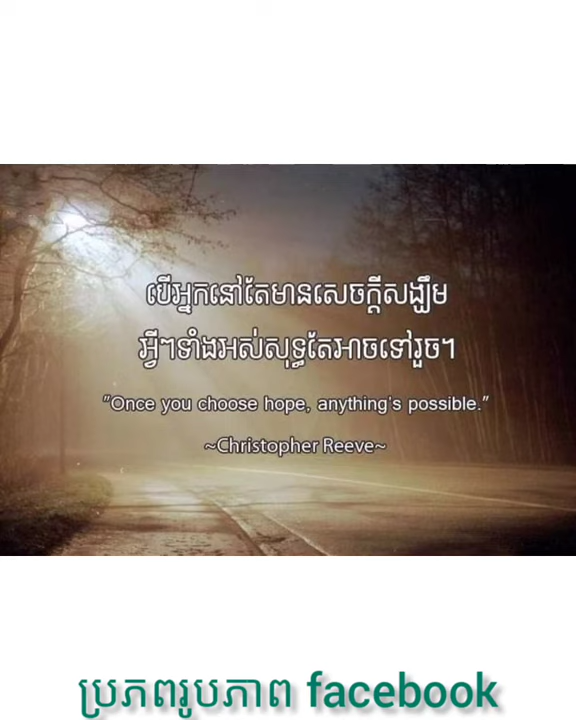 បើអ្នកនៅតែមានសេចក្តីសង្ឃឹម
អ្វីៗទាំងអស់សុទ្ធតែអាចទៅរួច។
"Once you choose hope, anything's possible."
~Christopher Reeve~
ប្រភពរូបភាព facebook